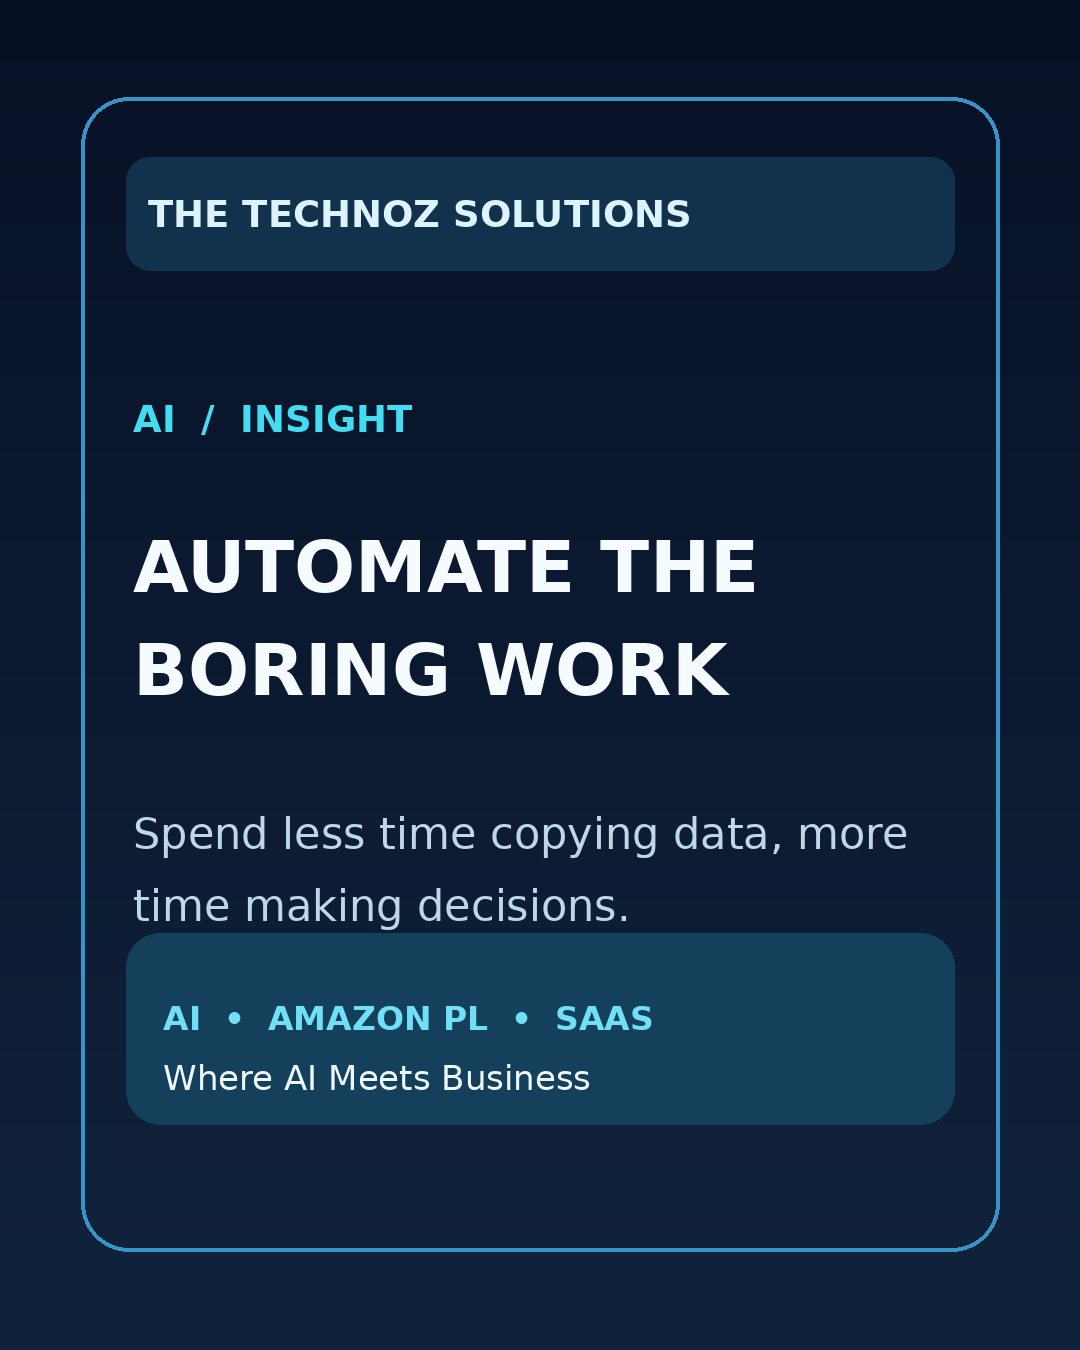 THE TECHNOZ SOLUTIONS
AI / INSIGHT
AUTOMATE THE
BORING WORK
Spend less time copying data, more
time making decisions.
AI • AMAZON PL • SAAS
Where AI Meets Business